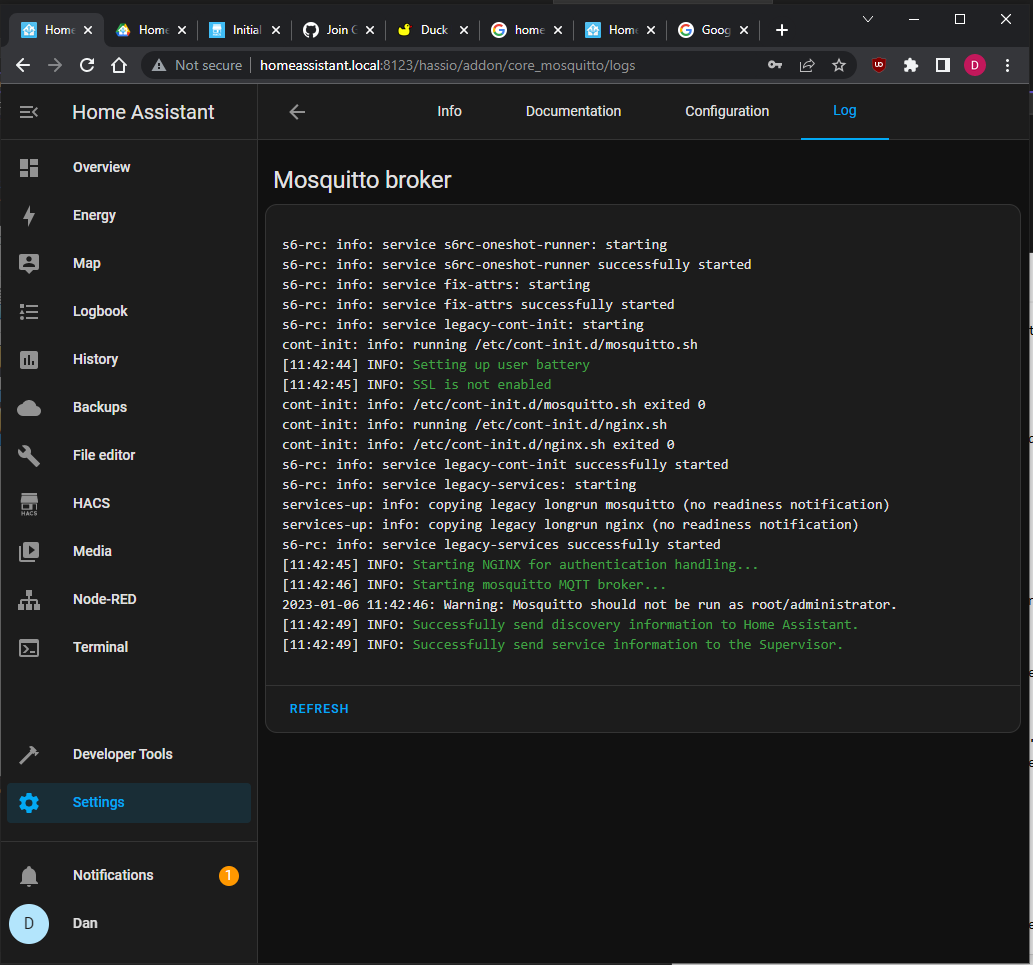 Home
Home
Initial
Join G
Duck
home
Home
Goog
Not secure
homeassistant.local:8123/hassio/addon/core_mosquitto/logs
UD
D
Home Assistant
Info
Documentation
Configuration
Log
Overview
Energy
Map
Logbook
History
Backups
File editor
HACS
HACS
Media
Node-RED
Terminal
Developer Tools
Settings
Notifications
1
D
Dan
Mosquitto broker
s6-rc: info: service s6rc-oneshot-runner: starting
s6-rc: info: service s6rc-oneshot-runner successfully started
s6-rc: info: service fix-attrs: starting
s6-rc: info: service fix-attrs successfully started
s6-rc: info: service legacy-cont-init: starting
cont-init: info: running /etc/cont-init.d/mosquitto.sh
[11:42:44] INFO: Setting up user battery
[11:42:45] INFO: SSL is not enabled
cont-init: info: /etc/cont-init.d/mosquitto.sh exited 0
cont-init: info: running /etc/cont-init.d/nginx.sh
cont-init: info: /etc/cont-init.d/nginx.sh exited 0
s6-rc: info: service legacy-cont-init successfully started
s6-rc: info: service legacy-services: starting
services-up: info: copying legacy longrun mosquitto (no readiness notification)
services-up: info: copying legacy longrun nginx (no readiness notification)
s6-rc: info: service legacy-services successfully started
[11:42:45] INFO: Starting NGINX for authentication handling...
[11:42:46] INFO: Starting mosquitto MQTT broker...
2023-01-06 11:42:46: Warning: Mosquitto should not be run as root/administrator.
[11:42:49] INFO: Successfully send discovery information to Home Assistant.
[11:42:49] INFO: Successfully send service information to the Supervisor.
REFRESH